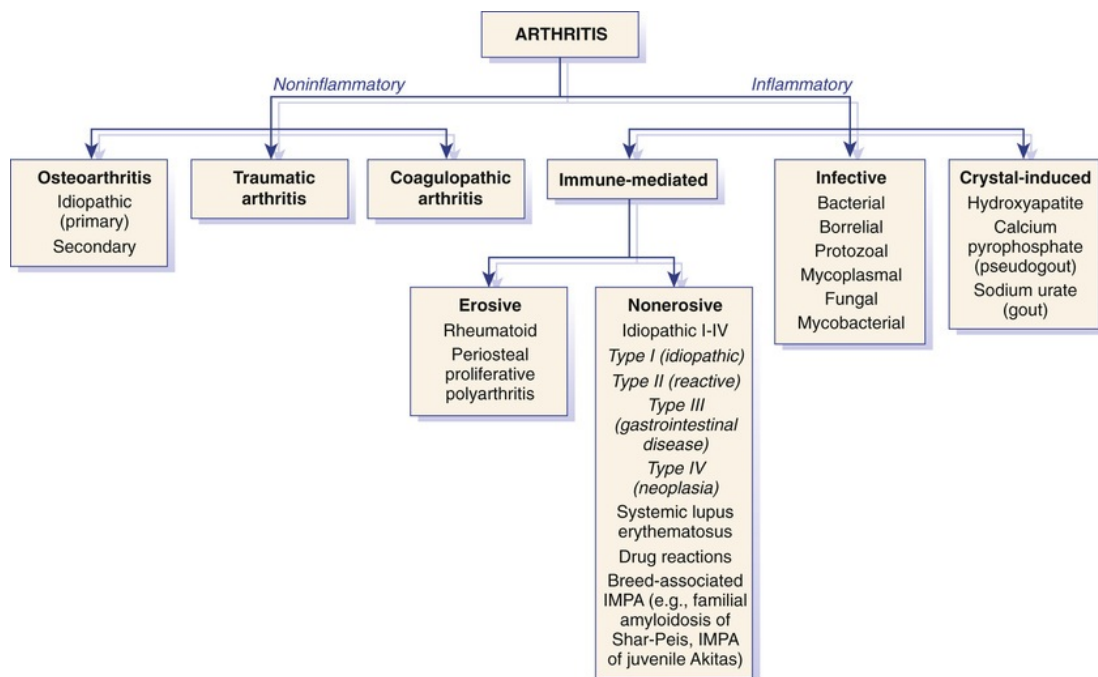 ARTHRITIS
Noninflammatory
Inflammatory
Osteoarthritis
Idiopathic
(primary)
Secondary
Traumatic
arthritis
Coagulopathic
arthritis
Immune-mediated
Infective
Bacterial
Borrelial
Protozoal
Mycoplasmal
Fungal
Mycobacterial
Crystal-induced
Hydroxyapatite
Calcium
pyrophosphate
(pseudogout)
Sodium urate
(gout)
Erosive
Rheumatoid
Periosteal
proliferative
polyarthritis
Nonerosive
Idiopathic I-IV
Type I (idiopathic)
Type II (reactive)
Type III
(gastrointestinal
disease)
Type IV
(neoplasia)
Systemic lupus
erythematosus
Drug reactions
Breed-associated
IMPA (e.g., familial
amyloidosis of
Shar-Peis, IMPA
of juvenile Akitas)